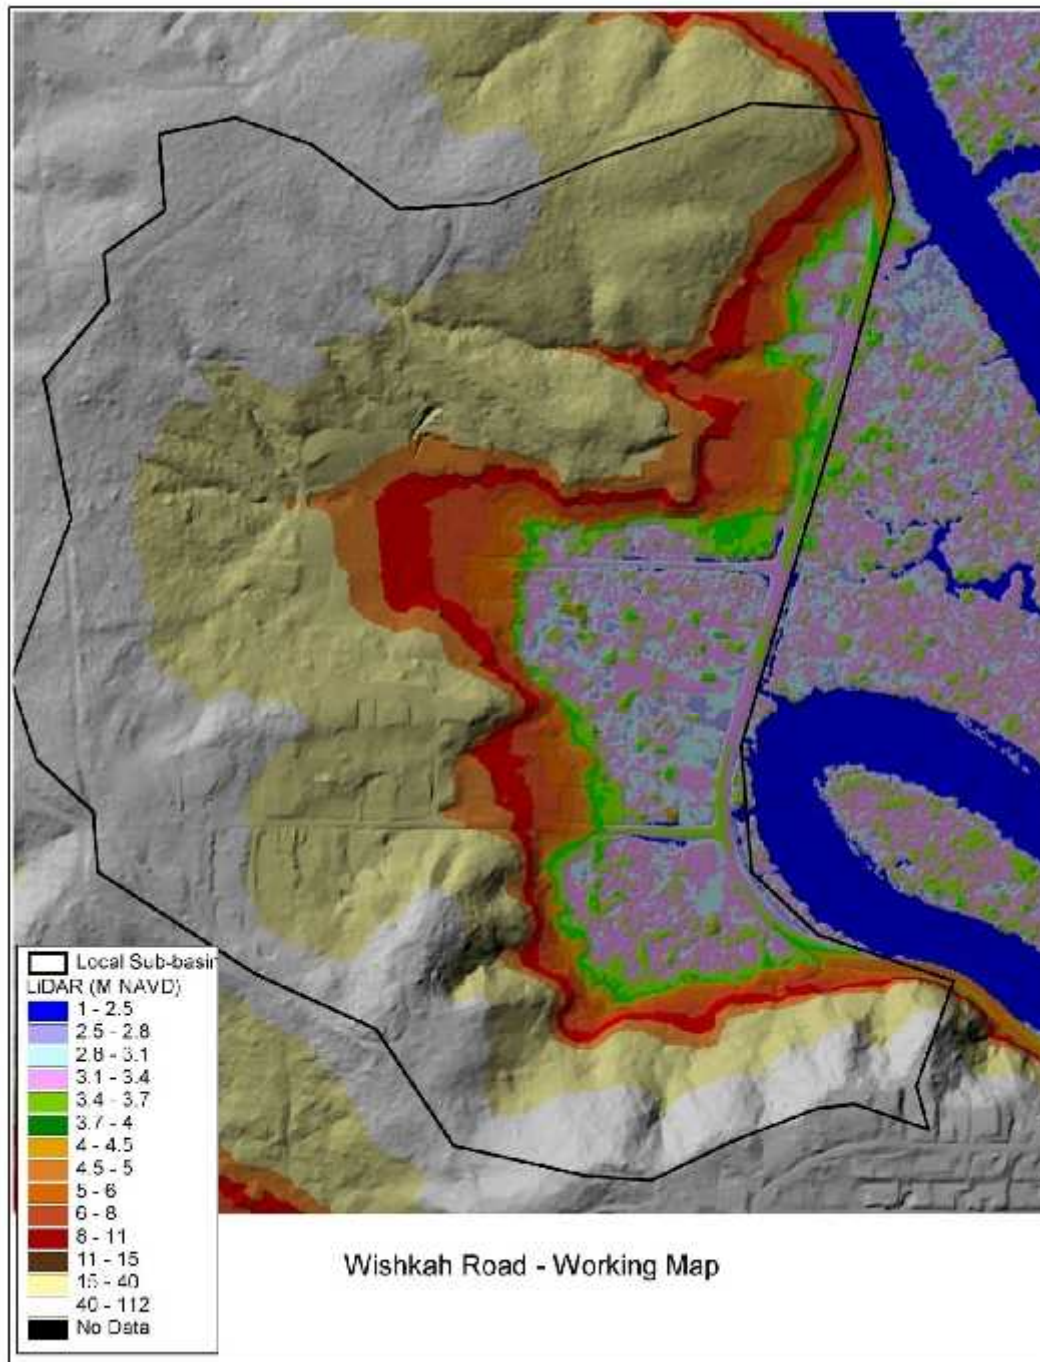 Local Sub-basin
LiDAR (M NAVD)
1 - 2.5
2.5 - 2.8
2.8 - 3.1
3.1 - 3.4
3.4 - 3.7
3.7 - 4
4 - 4.5
4.5 - 5
5 - 6
6 - 8
8 - 11
11 - 15
15 - 40
40 - 112
No Data
Wishkah Road - Working Map